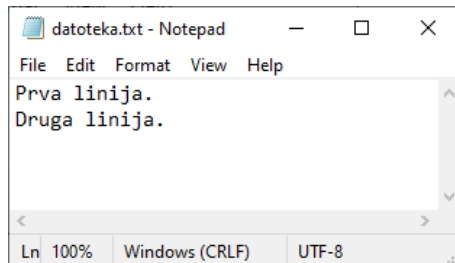 datoteka.txt - Notepad
File Edit Format View Help
Prva linija.
Druga linija.
Ln 100% Windows (CRLF) UTF-8